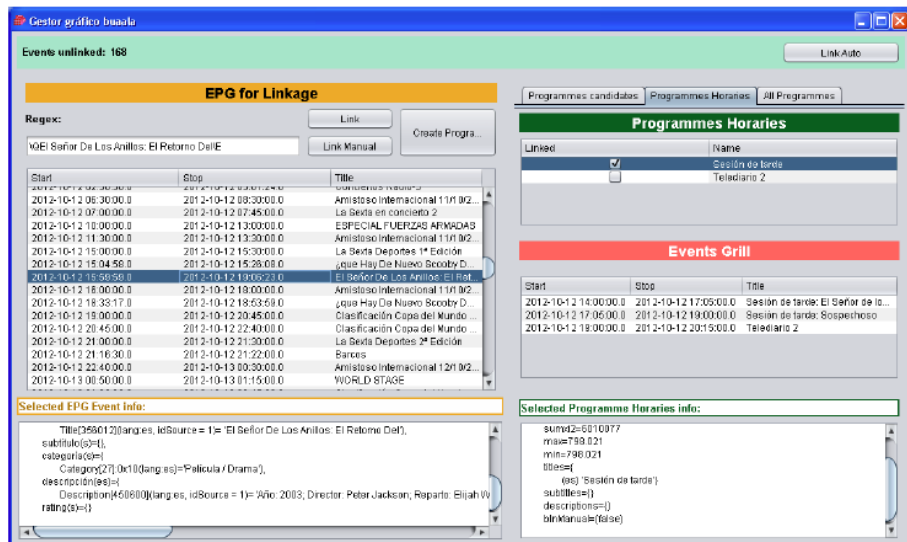 Gestor gráfico buaala
Events unlinked: 168
Link Auto
EPG for Linkage
Regex:
Link
Create Progra...
\QEl Señor De Los Anillos: El Retorno Del\E
Link Manual
Start Stop Title
2012-10-12 06:30:00.0 2012-10-12 08:30:00.0 Amistoso Internacional 11/10/2...
2012-10-12 07:00:00.0 2012-10-12 07:45:00.0 La Sexta en concierto 2
2012-10-12 10:00:00.0 2012-10-12 13:00:00.0 ESPECIAL FUERZAS ARMADAS
2012-10-12 11:30:00.0 2012-10-12 13:30:00.0 Amistoso Internacional 11/10/2...
2012-10-12 15:00:00.0 2012-10-12 15:30:00.0 La Sexta Deportes 1ª Edición
2012-10-12 15:04:58.0 2012-10-12 15:28:00.0 ¿que Hay De Nuevo Scooby D...
2012-10-12 15:59:59.0 2012-10-12 19:05:23.0 El Señor De Los Anillos: El Ret...
2012-10-12 16:00:00.0 2012-10-12 18:00:00.0 Amistoso Internacional 11/10/2...
2012-10-12 18:33:17.0 2012-10-12 18:53:59.0 ¿que Hay De Nuevo Scooby D...
2012-10-12 19:00:00.0 2012-10-12 20:45:00.0 Clasificación Copa del Mundo ...
2012-10-12 20:45:00.0 2012-10-12 22:40:00.0 Clasificación Copa del Mundo ...
2012-10-12 21:00:00.0 2012-10-12 21:30:00.0 La Sexta Deportes 2ª Edición
2012-10-12 21:16:30.0 2012-10-12 21:22:00.0 Barcos
2012-10-12 22:40:00.0 2012-10-13 00:30:00.0 Amistoso Internacional 12/10/2...
2012-10-13 00:50:00.0 2012-10-13 01:15:00.0 WORLD STAGE
Selected EPG Event info:
Title[358012](lang:es, idSource = 1)= 'El Señor De Los Anillos: El Retorno Del'),
subtitulo(s)={},
categoría(s)={
Category[27]:0x10(lang:es)='Película / Drama'),
descripción(es)={
Description[450600](lang:es, idSource = 1)= 'Año: 2003; Director: Peter Jackson; Reparto: Elijah W
rating(s)={}
Programmes candidates Programmes Horaries All Programmes
Programmes Horaries
Linked Name
Sesión de tarde
Telediario 2
Events Grill
Start Stop Title
2012-10-12 14:00:00.0 2012-10-12 17:05:00.0 Sesión de tarde: El Señor de lo...
2012-10-12 17:05:00.0 2012-10-12 19:00:00.0 Sesión de tarde: Sospechoso
2012-10-12 19:00:00.0 2012-10-12 20:15:00.0 Telediario 2
Selected Programme Horaries info:
sumxi2=6010977
max=798.021
min=798.021
titles={
(es) 'Sesión de tarde'}
subtitles={}
descriptions={}
blnManual=(false)